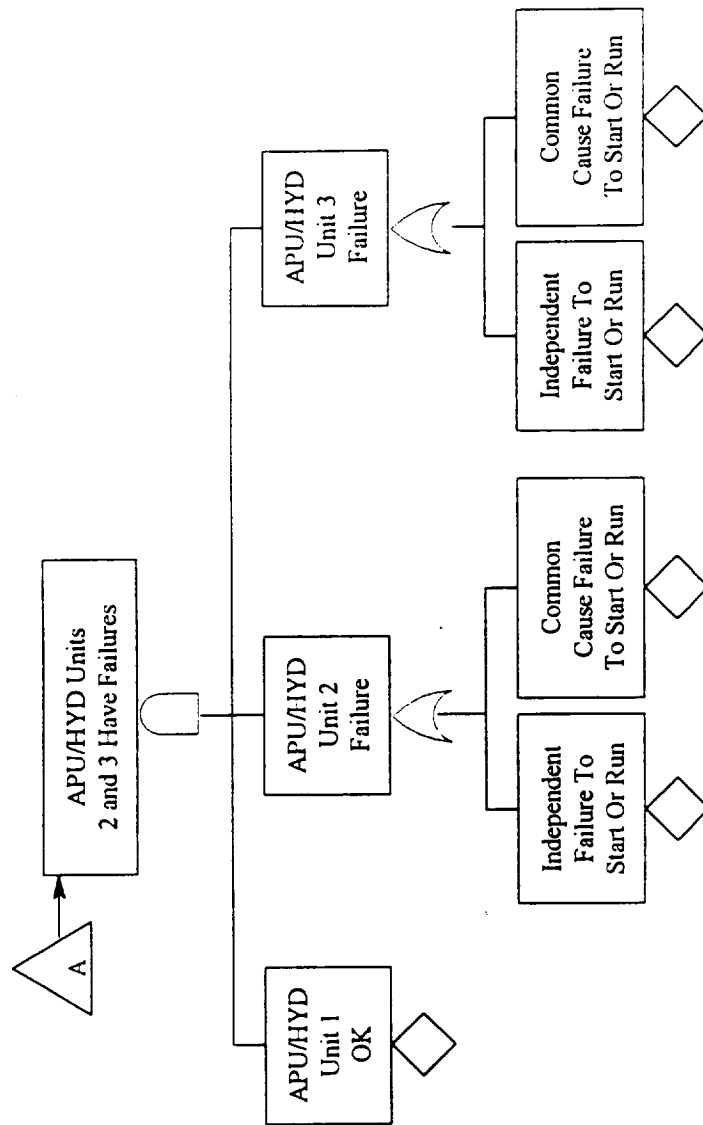 A
APU/HYD Units
2 and 3 Have Failures
APU/HYD
Unit 1
OK
APU/HYD
Unit 2
Failure
APU/HYD
Unit 3
Failure
Independent
Failure To
Start Or Run
Common
Cause Failure
To Start Or Run
Independent
Failure To
Start Or Run
Common
Cause Failure
To Start Or Run